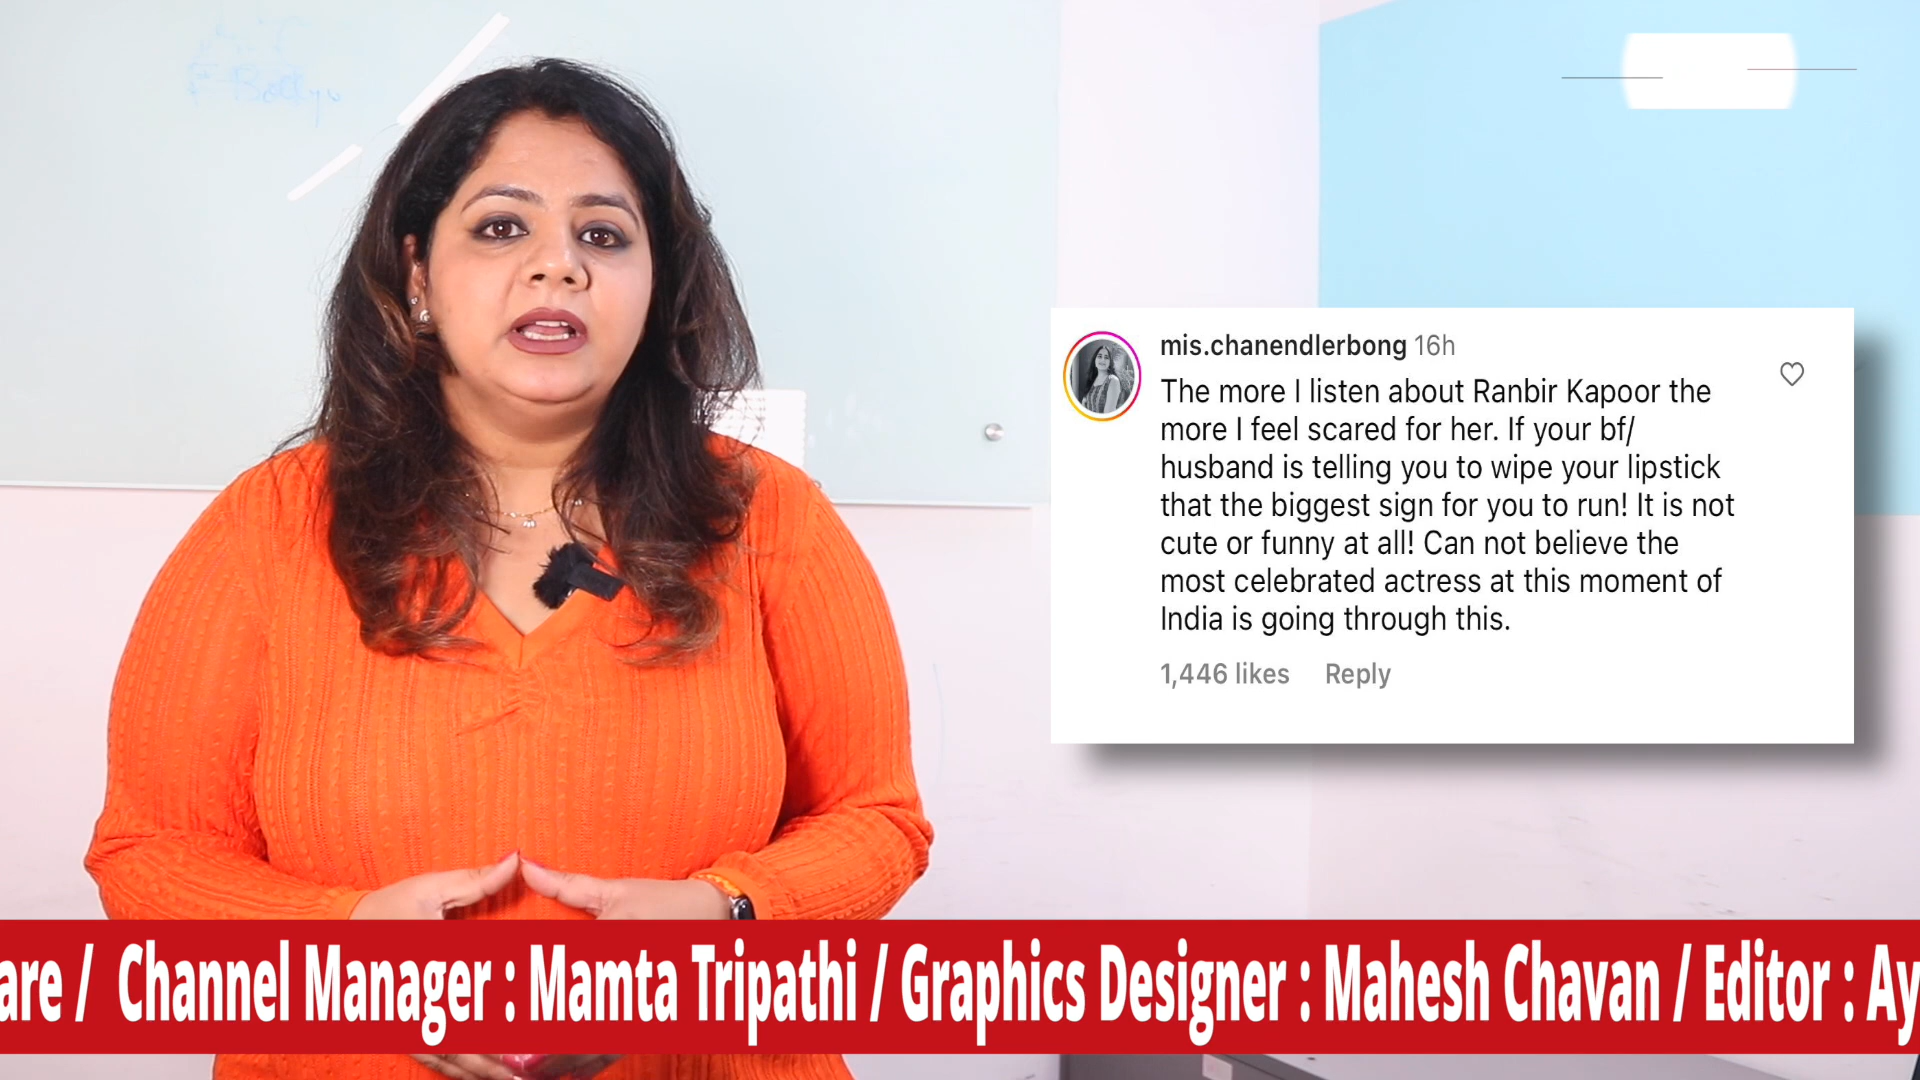 mis.chanendlerbong 16h
The more I listen about Ranbir Kapoor the
more I feel scared for her. If your bf/
husband is telling you to wipe your lipstick
that the biggest sign for you to run! It is not
cute or funny at all! Can not believe the
most celebrated actress at this moment of
India is going through this.
1,446 likes Reply
are / Channel Manager : Mamta Tripathi / Graphics Designer : Mahesh Chavan / Editor : Ay